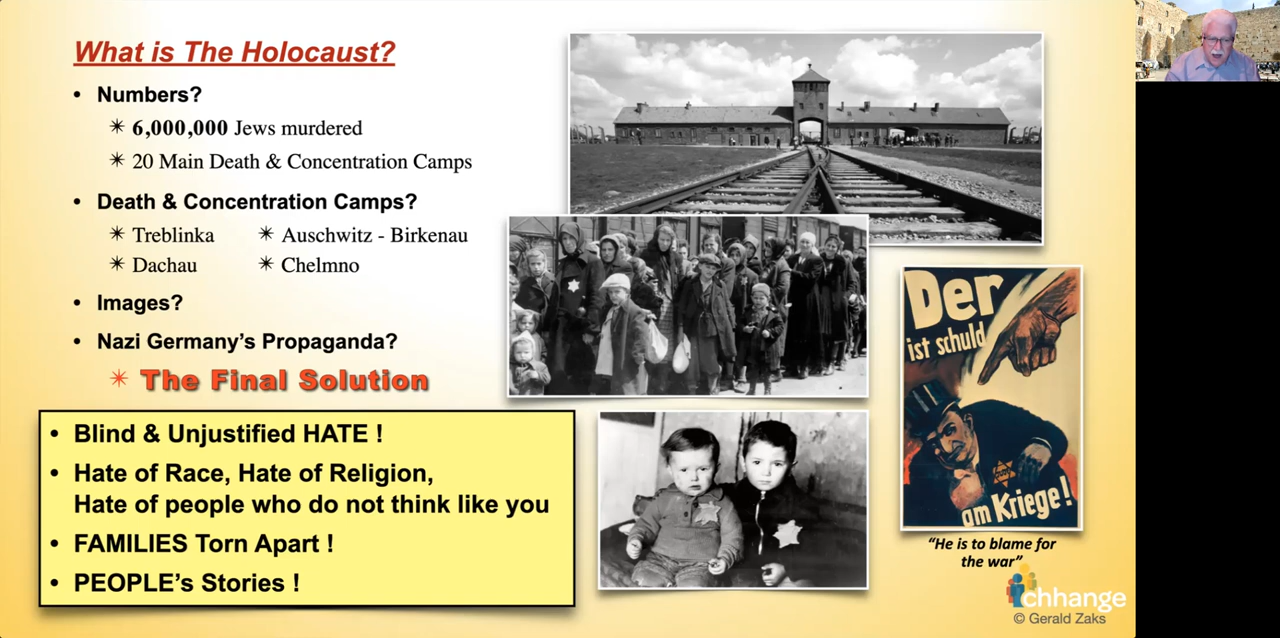 What is The Holocaust?
• Numbers?
✴ 6,000,000 Jews murdered
✴ 20 Main Death & Concentration Camps
• Death & Concentration Camps?
✴ Treblinka ✴ Auschwitz - Birkenau
✴ Dachau ✴ Chelmno
• Images?
• Nazi Germany's Propaganda?
✴ The Final Solution
• Blind & Unjustified HATE !
• Hate of Race, Hate of Religion,
Hate of people who do not think like you
• FAMILIES Torn Apart !
• PEOPLE's Stories !
Der
ist schuld
am Kriege!
“He is to blame for
the war”
chhange
© Gerald Zaks